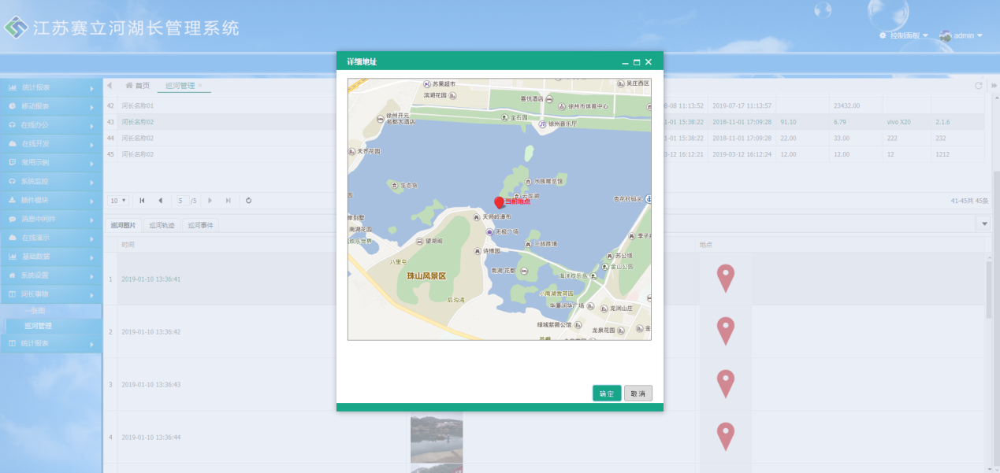 江苏赛立河湖长管理系统
控制面板
admin
统计报表
移动报表
在线办公
在线开发
常用示例
系统监控
插件模块
消息中间件
在线演示
基础数据
系统设置
河长事物
一张图
巡河管理
统计报表
首页
巡河管理
42 河长名称01 8-08 11:13:52 2019-07-17 11:13:57 23432.00
43 河长名称02 1-01 15:38:22 2018-11-01 17:09:28 91.10 6.79 vivo X20 2.1.6
44 河长名称02 1-01 15:38:22 2018-11-01 17:09:28 22.00 33.00 222 232
45 河长名称02 3-12 16:12:21 2019-03-12 16:12:24 12.00 12.00 12 1212
10 5 /5
41-45共 45条
巡河图片 巡河轨迹 巡河事件
时间 地点
1 2019-01-10 13:36:41
2 2019-01-10 13:36:42
3 2019-01-10 13:36:43
4 2019-01-10 13:36:44
详细地址
苏果超市
吴庄西区
滨湖花园
喜悦酒店
徐州市体育中心
徐州开元
名都大酒店
金石园
徐州音乐厅
天齐花园
生态岛
水族展览馆
云龙湖
杏花村码头
当前地点
岸别墅
天师岭瀑布
南湖花园
无极广场
季子
欢乐世界
望湖阁
三叔胜境
诗博园
苏公塔
八里屯
金山公园
珠山风景区
南湖·花都
海洋欢乐岛
后沟湾
小南湖香荷园
华厦润华广场
龙润山庄
绿城紫薇公馆
龙泉花园
金
确定
取消